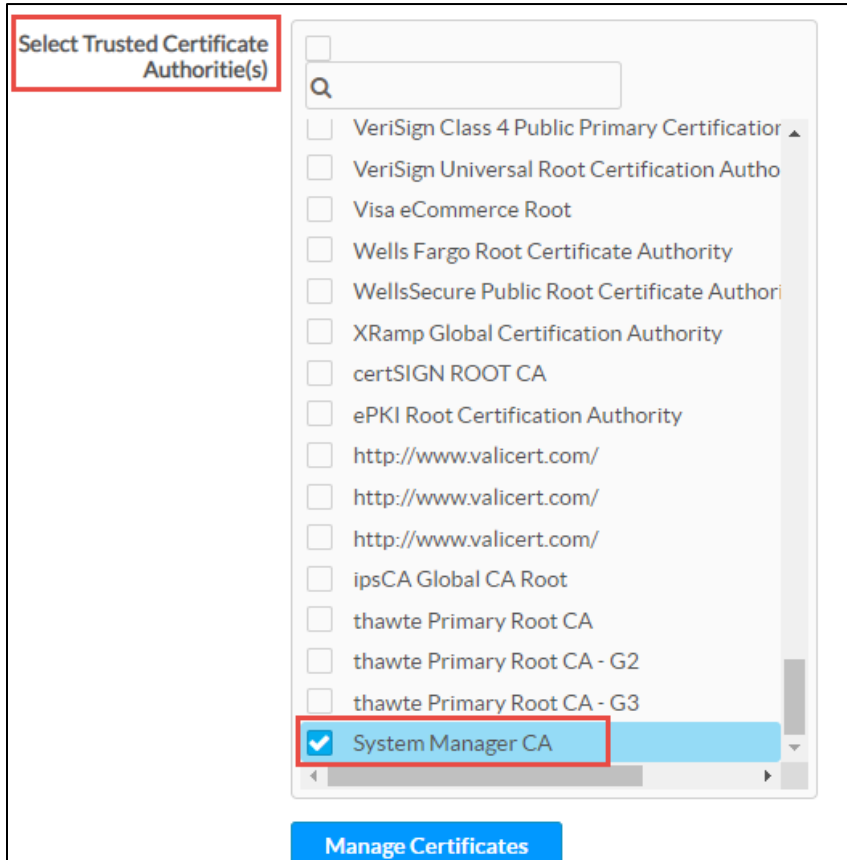 Select Trusted Certificate
Authoritie(s)
VeriSign Class 4 Public Primary Certification
VeriSign Universal Root Certification Autho
Visa eCommerce Root
Wells Fargo Root Certificate Authority
WellsSecure Public Root Certificate Authori
XRamp Global Certification Authority
certSIGN ROOT CA
ePKI Root Certification Authority
http://www.valicert.com/
http://www.valicert.com/
http://www.valicert.com/
ipsCA Global CA Root
thawte Primary Root CA
thawte Primary Root CA - G2
thawte Primary Root CA - G3
System Manager CA
Manage Certificates